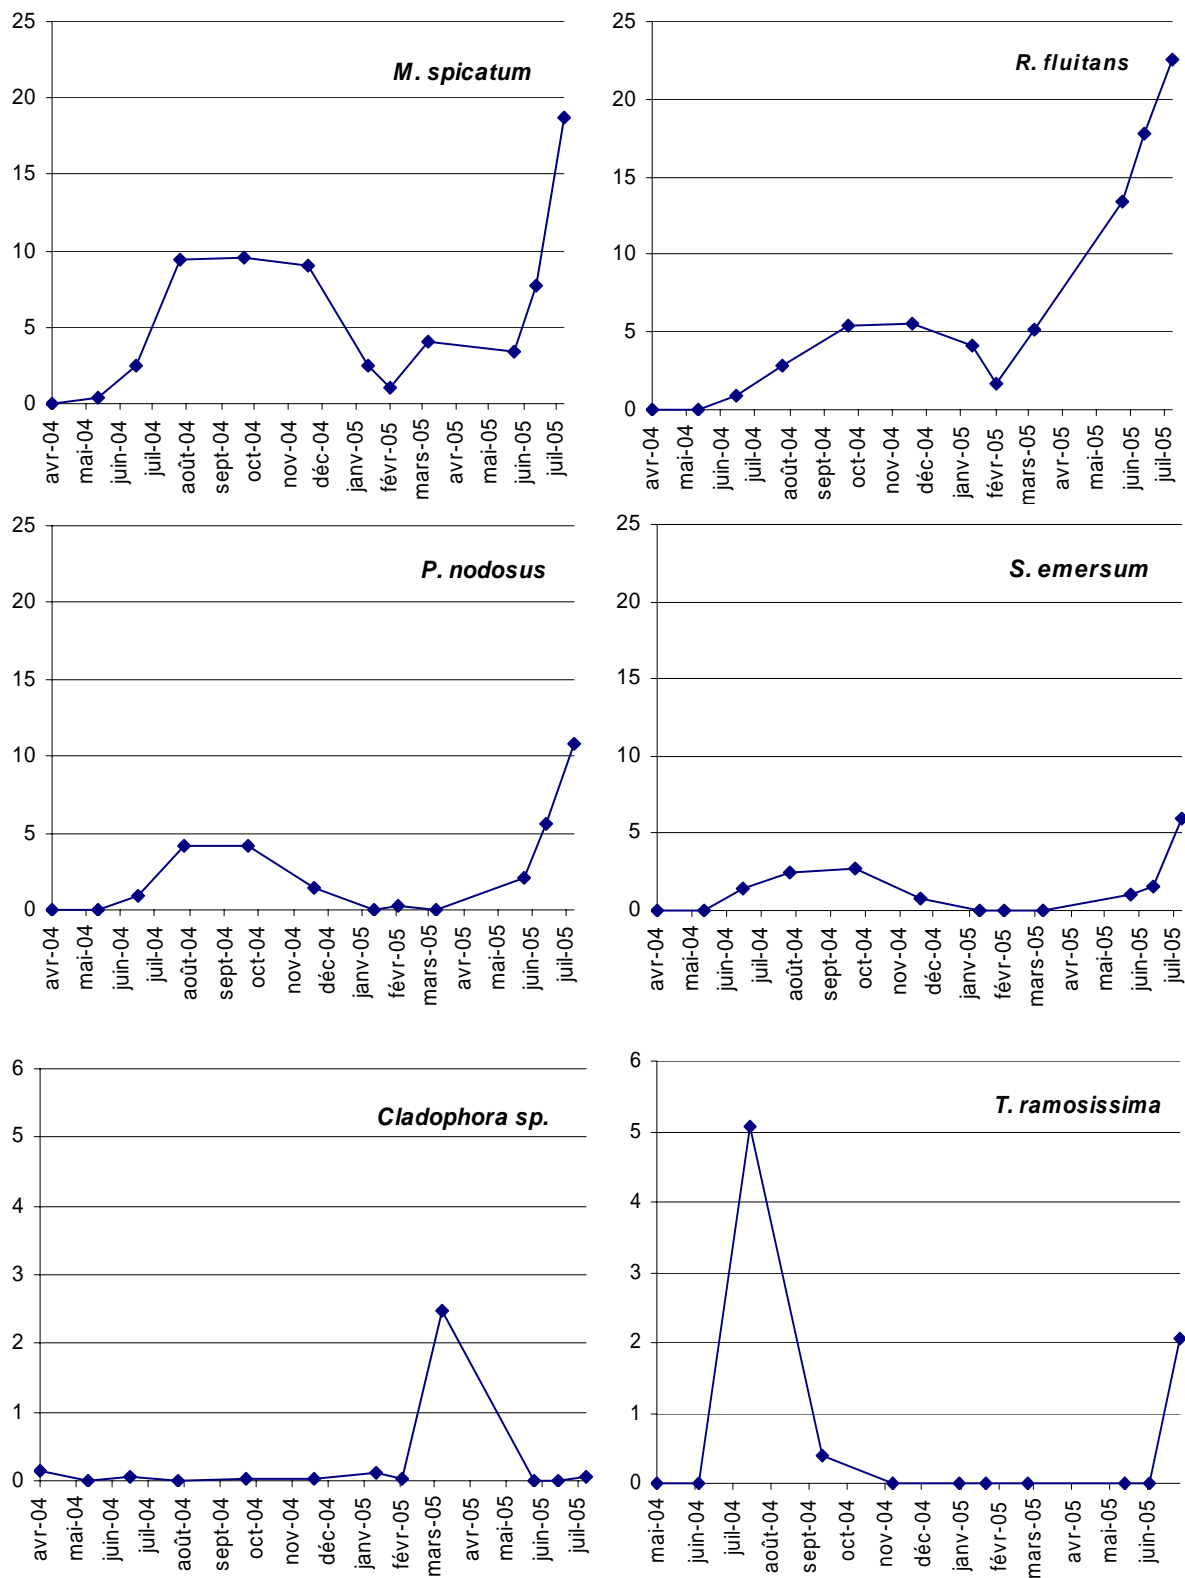 M. spicatum
25
20
15
10
5
0
avr-04
mai-04
juin-04
juil-04
août-04
sept-04
oct-04
nov-04
déc-04
janv-05
févr-05
mars-05
avr-05
mai-05
juin-05
juil-05
R. fluitans
25
20
15
10
5
0
avr-04
mai-04
juin-04
juil-04
août-04
sept-04
oct-04
nov-04
déc-04
janv-05
févr-05
mars-05
avr-05
mai-05
juin-05
juil-05
P. nodosus
25
20
15
10
5
0
avr-04
mai-04
juin-04
juil-04
août-04
sept-04
oct-04
nov-04
déc-04
janv-05
févr-05
mars-05
avr-05
mai-05
juin-05
juil-05
S. emersum
25
20
15
10
5
0
avr-04
mai-04
juin-04
juil-04
août-04
sept-04
oct-04
nov-04
déc-04
janv-05
févr-05
mars-05
avr-05
mai-05
juin-05
juil-05
Cladophora sp.
6
5
4
3
2
1
0
avr-04
mai-04
juin-04
juil-04
août-04
sept-04
oct-04
nov-04
déc-04
janv-05
févr-05
mars-05
avr-05
mai-05
juin-05
juil-05
T. ramosissima
6
5
4
3
2
1
0
mai-04
juin-04
juil-04
août-04
sept-04
oct-04
nov-04
déc-04
janv-05
févr-05
mars-05
avr-05
mai-05
juin-05